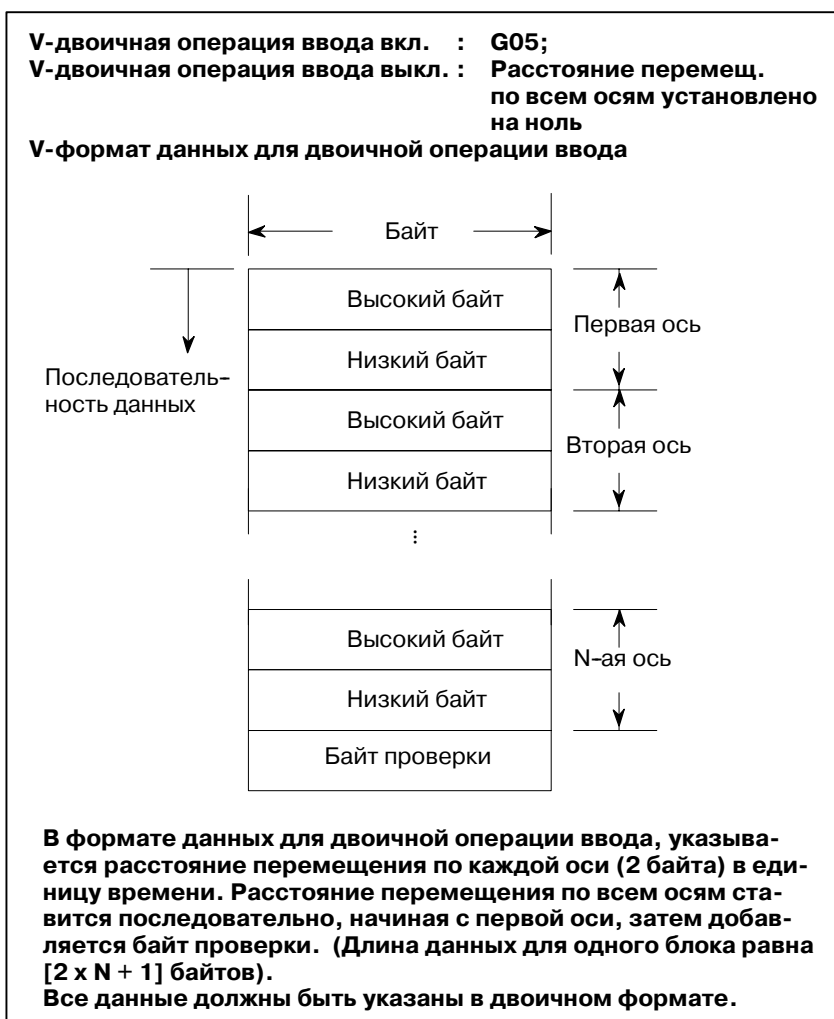 V-двоичная операция ввода вкл. : G05;
V-двоичная операция ввода выкл. : Расстояние перемещ.
по всем осям установлено
на ноль
V-формат данных для двоичной операции ввода
Байт
Высокий байт
Первая ось
Низкий байт
Последователь-
ность данных
Высокий байт
Вторая ось
Низкий байт
...
Высокий байт
N-ая ось
Низкий байт
Байт проверки
В формате данных для двоичной операции ввода, указыва-
ется расстояние перемещения по каждой оси (2 байта) в еди-
ницу времени. Расстояние перемещения по всем осям ста-
вится последовательно, начиная с первой оси, затем добав-
ляется байт проверки. (Длина данных для одного блока равна
[2 x N + 1] байтов).
Все данные должны быть указаны в двоичном формате.